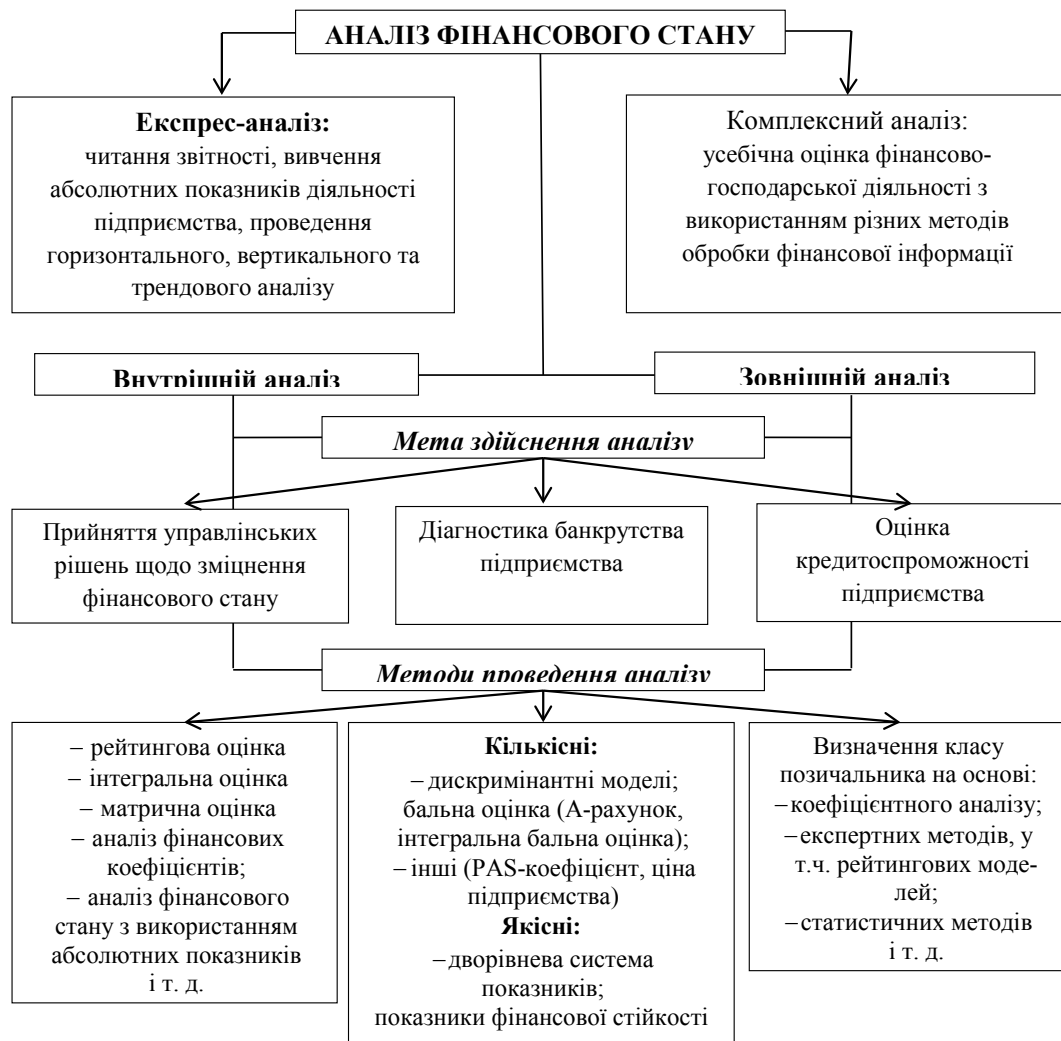 АНАЛІЗ ФІНАНСОВОГО СТАНУ
Експрес-аналіз:
читання звітності, вивчення
абсолютних показників діяльності
підприємства, проведення
горизонтального, вертикального та
трендового аналізу
Комплексний аналіз:
усебічна оцінка фінансово-
господарської діяльності з
використанням різних методів
обробки фінансової інформації
Внутрішній аналіз
Зовнішній аналіз
Мета здійснення аналізу
Прийняття управлінських
рішень щодо зміцнення
фінансового стану
Діагностика банкрутства
підприємства
Оцінка
кредитоспроможності
підприємства
Методи проведення аналізу
– рейтингова оцінка
– інтегральна оцінка
– матрична оцінка
– аналіз фінансових
коефіцієнтів;
– аналіз фінансового
стану з використанням
абсолютних показників
і т. д.
Кількісні:
– дискримінантні моделі;
бальна оцінка (А-рахунок,
інтегральна бальна оцінка);
– інші (PAS-коефіцієнт, ціна
підприємства)
Якісні:
– дворівнева система
показників;
показники фінансової стійкості
Визначення класу
позичальника на основі:
– коефіцієнтного аналізу;
– експертних методів, у
т.ч. рейтингових моде-
лей;
– статистичних методів
і т. д.